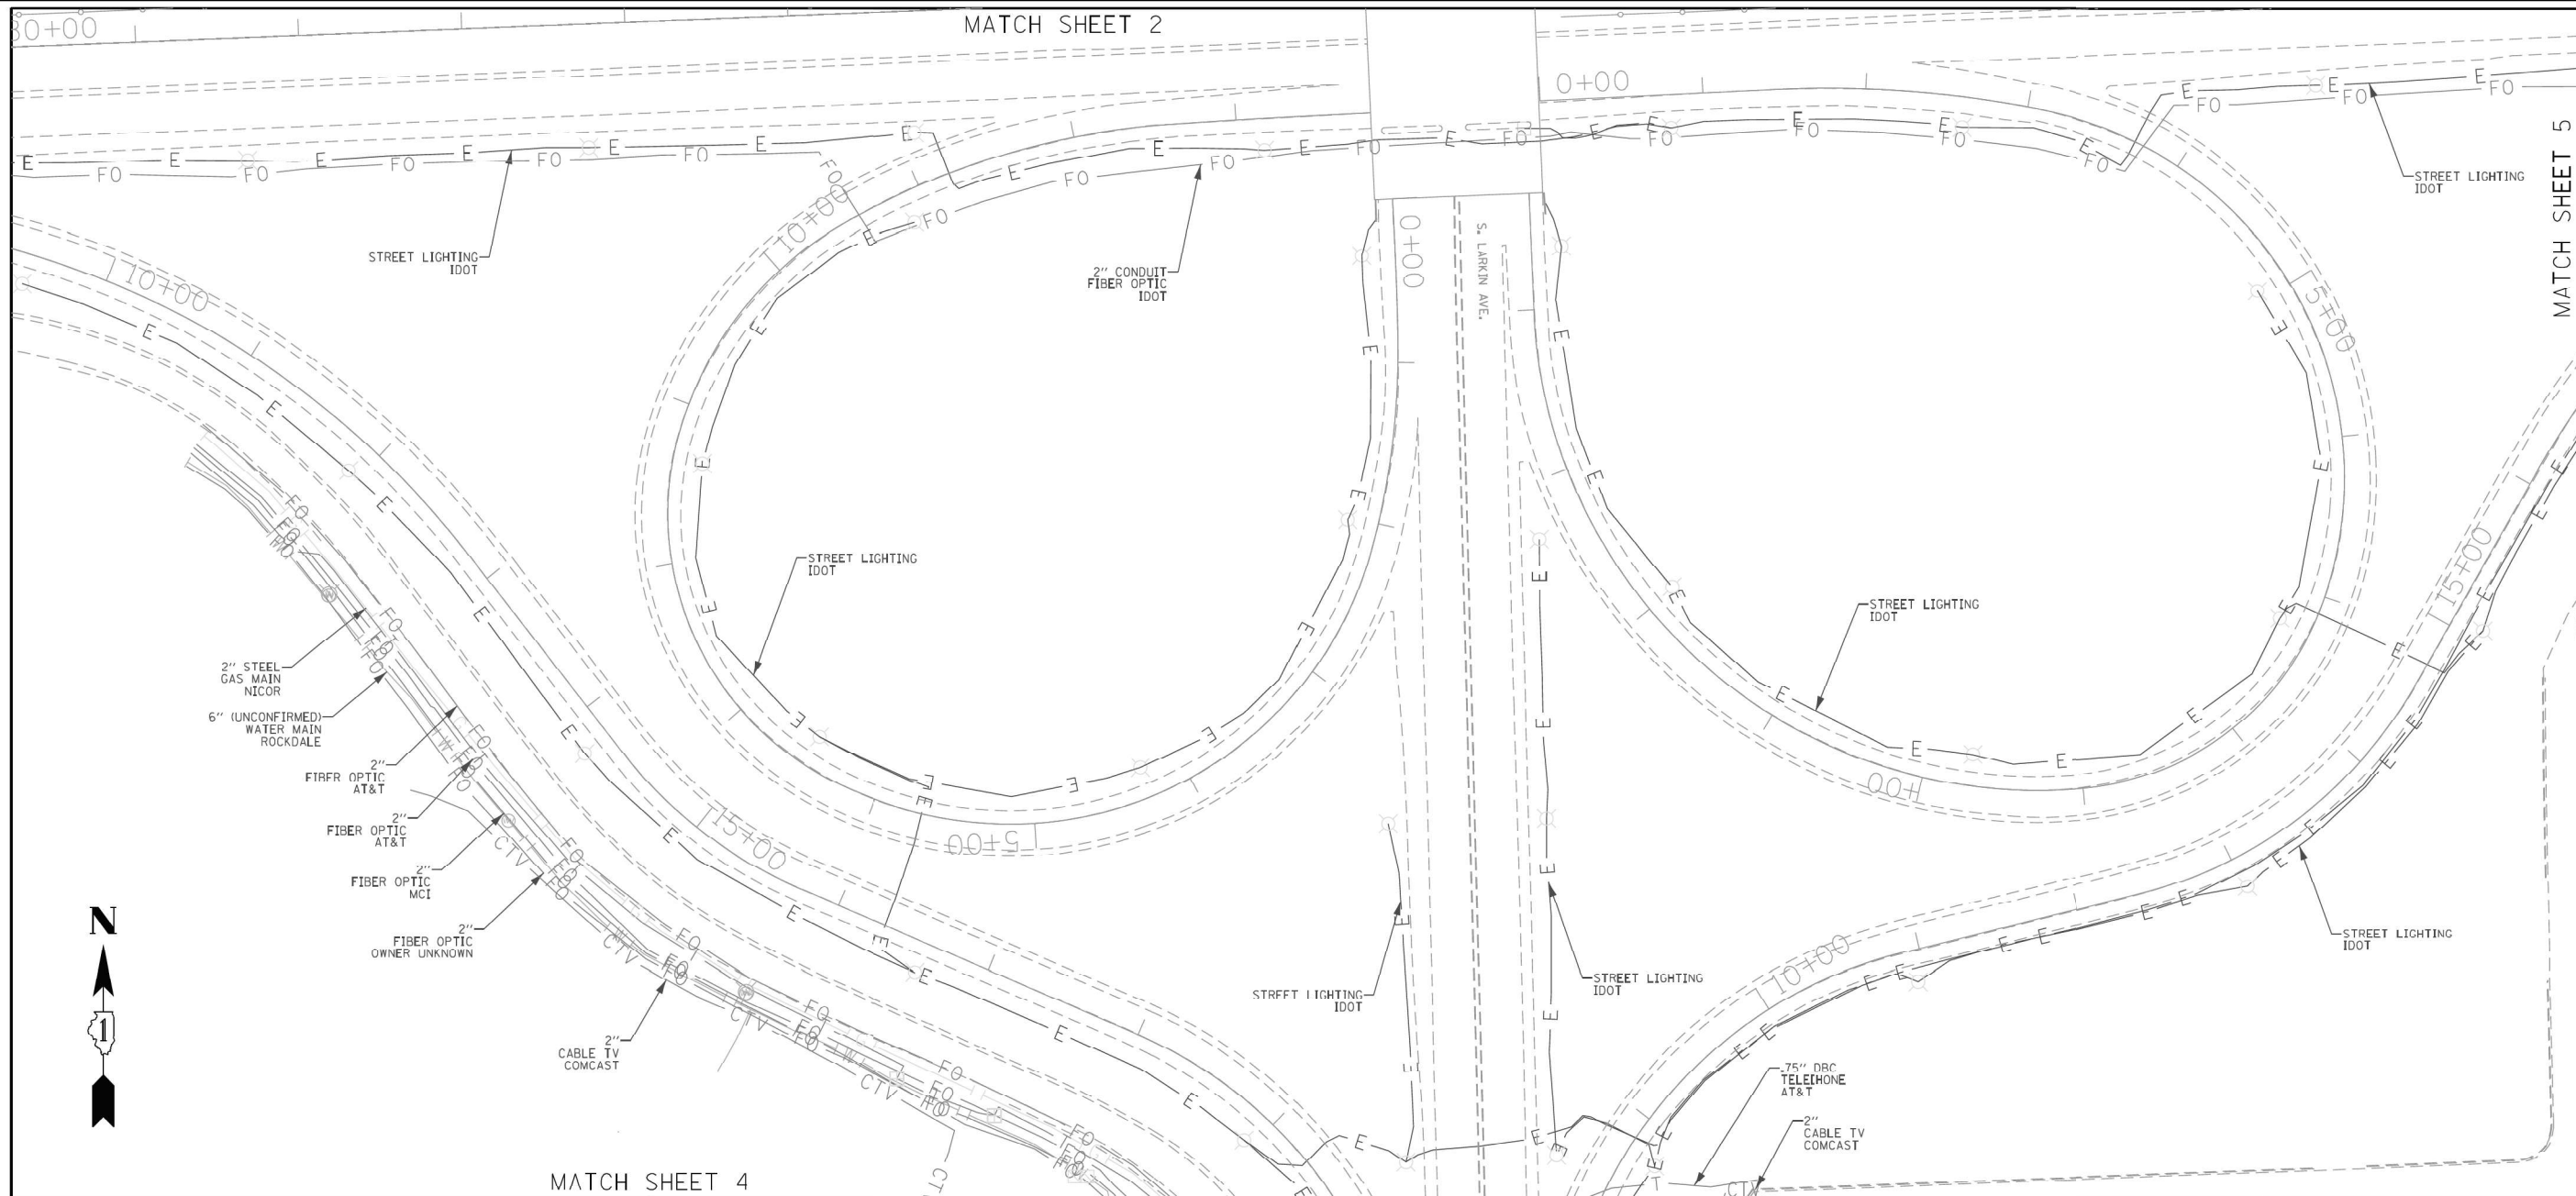 30+00
MATCH SHEET 2
0+00
MATCH SHEET 5
STREET LIGHTING
IDOT
STREET LIGHTING
IDOT
2" CONDUIT
FIBER OPTIC
IDOT
10+00
10+00
0+00
S. LARKIN AVE.
5+00
STREET LIGHTING
IDOT
STREET LIGHTING
IDOT
15+00
2" STEEL
GAS MAIN
NICOR
6" (UNCONFIRMED)
WATER MAIN
ROCKDALE
2"
FIBER OPTIC
AT&T
2"
FIBER OPTIC
AT&T
2"
FIBER OPTIC
MCI
2"
FIBER OPTIC
OWNER UNKNOWN
15+00
5+00
+00
10+00
STREET LIGHTING
IDOT
STREET LIGHTING
IDOT
STREET LIGHTING
IDOT
N
1
2"
CABLE TV
COMCAST
.75" DBC
TELEPHONE
AT&T
2"
CABLE TV
COMCAST
MATCH SHEET 4
E
FO
CTV
W
T